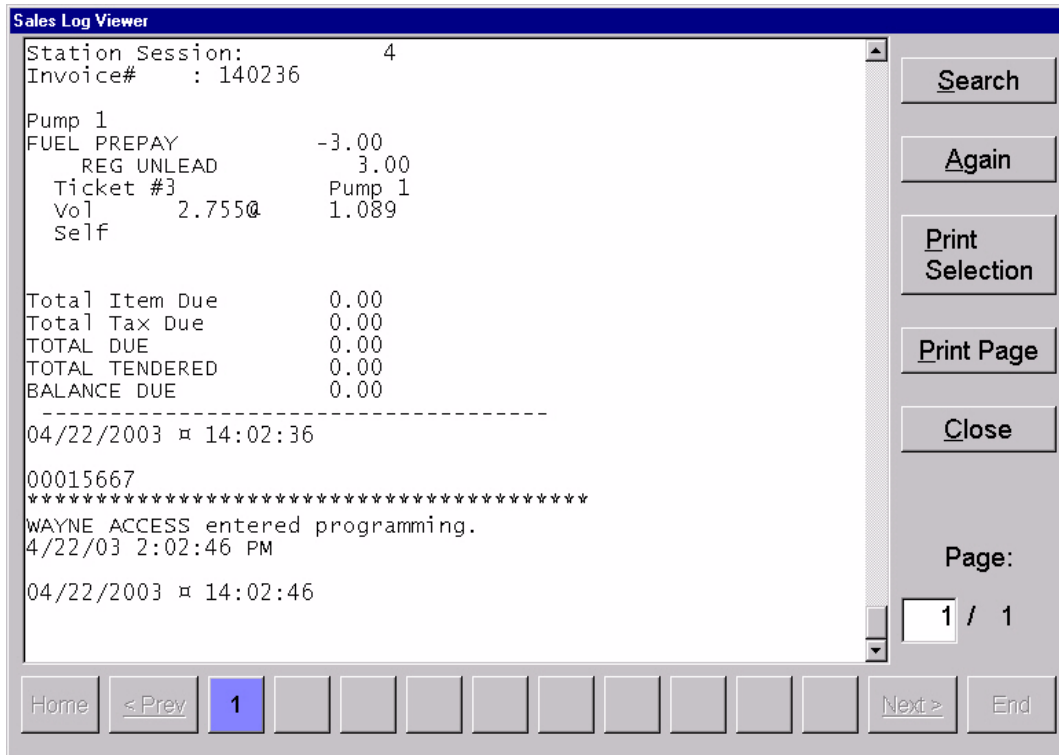 Sales Log Viewer
Station Session: 4
Invoice# : 140236
Pump 1
FUEL PREPAY -3.00
REG UNLEAD 3.00
Ticket #3 Pump 1
Vol 2.755@ 1.089
Self
Total Item Due 0.00
Total Tax Due 0.00
TOTAL DUE 0.00
TOTAL TENDERED 0.00
BALANCE DUE 0.00
-------------------------------------
04/22/2003 ¤ 14:02:36
00015667
*****************************************
WAYNE ACCESS entered programming.
4/22/03 2:02:46 PM
04/22/2003 ¤ 14:02:46
Search
Again
Print
Selection
Print Page
Close
Page:
1 / 1
Home < Prev 1 Next > End